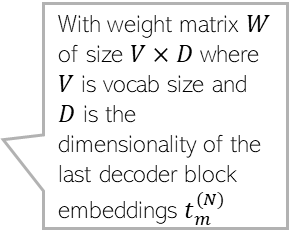 With weight matrix W
of size V × D where
V is vocab size and
D is the
dimensionality of the
last decoder block
embeddings t_m^(N)